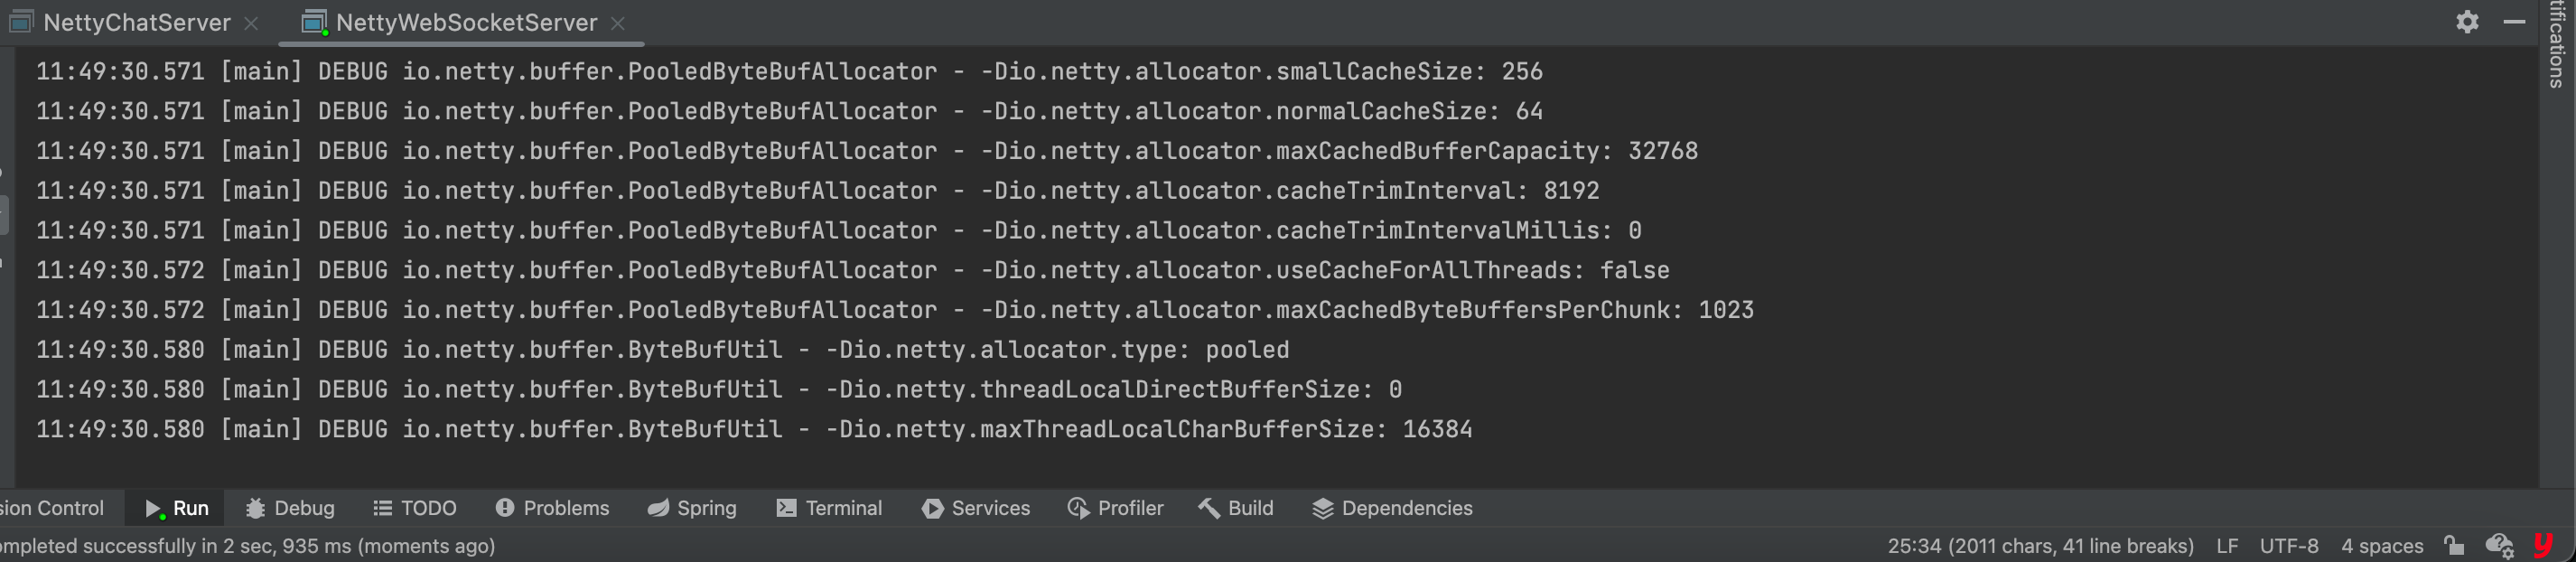 NettyChatServer NettyWebSocketServer
11:49:30.571 [main] DEBUG io.netty.buffer.PooledByteBufAllocator - -Dio.netty.allocator.smallCacheSize: 256
11:49:30.571 [main] DEBUG io.netty.buffer.PooledByteBufAllocator - -Dio.netty.allocator.normalCacheSize: 64
11:49:30.571 [main] DEBUG io.netty.buffer.PooledByteBufAllocator - -Dio.netty.allocator.maxCachedBufferCapacity: 32768
11:49:30.571 [main] DEBUG io.netty.buffer.PooledByteBufAllocator - -Dio.netty.allocator.cacheTrimInterval: 8192
11:49:30.571 [main] DEBUG io.netty.buffer.PooledByteBufAllocator - -Dio.netty.allocator.cacheTrimIntervalMillis: 0
11:49:30.572 [main] DEBUG io.netty.buffer.PooledByteBufAllocator - -Dio.netty.allocator.useCacheForAllThreads: false
11:49:30.572 [main] DEBUG io.netty.buffer.PooledByteBufAllocator - -Dio.netty.allocator.maxCachedByteBuffersPerChunk: 1023
11:49:30.580 [main] DEBUG io.netty.buffer.ByteBufUtil - -Dio.netty.allocator.type: pooled
11:49:30.580 [main] DEBUG io.netty.buffer.ByteBufUtil - -Dio.netty.threadLocalDirectBufferSize: 0
11:49:30.580 [main] DEBUG io.netty.buffer.ByteBufUtil - -Dio.netty.maxThreadLocalCharBufferSize: 16384
tifications
sion Control Run Debug TODO Problems Spring Terminal Services Profiler Build Dependencies
ompleted successfully in 2 sec, 935 ms (moments ago) 25:34 (2011 chars, 41 line breaks) LF UTF-8 4 spaces y